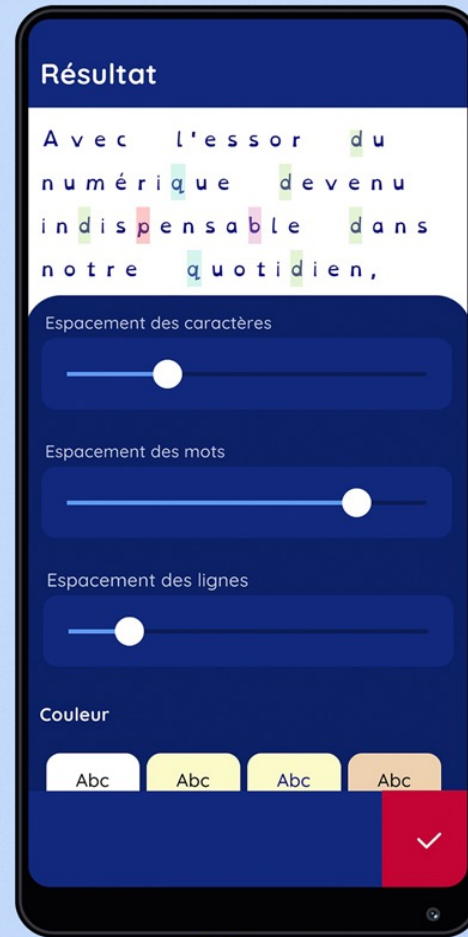 Résultat
Avec l'essor du
numérique devenu
indispensable dans
notre quotidien,
Espacement des caractères
Espacement des mots
Espacement des lignes
Couleur
Abc Abc Abc Abc